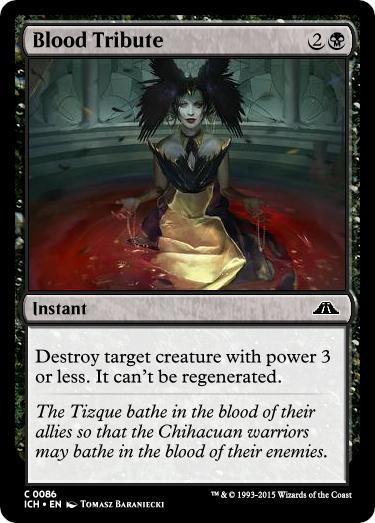 Blood Tribute 2
Instant
Destroy target creature with power 3
or less. It can't be regenerated.
The Tizque bathe in the blood of their
allies so that the Chihacuan warriors
may bathe in the blood of their enemies.
C 0086
ICH • EN Tomasz Baraniecki
™ & © 1993-2015 Wizards of the Coast